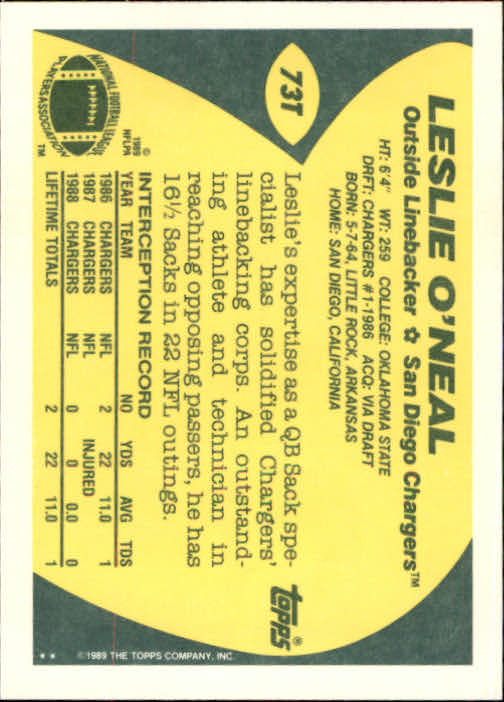 73T
LESLIE O'NEAL
Outside Linebacker ✩ San Diego Chargers™
HT: 6'4" WT: 259 COLLEGE: OKLAHOMA STATE
DRFT: CHARGERS #1-1986 ACQ: VIA DRAFT
BORN: 5-7-64, LITTLE ROCK, ARKANSAS
HOME: SAN DIEGO, CALIFORNIA
topps®
Leslie's expertise as a QB Sack spe-
cialist has solidified Chargers'
linebacking corps. An outstand-
ing athlete and technician in
reaching opposing passers, he has
16½ Sacks in 22 NFL outings.
NATIONAL FOOTBALL LEAGUE
PLAYERS ASSOCIATION
™
©
1989
NFLPA
INTERCEPTION RECORD
YEAR TEAM NO YDS AVG TDS
1986 CHARGERS NFL 2 22 11.0 1
1987 CHARGERS NFL INJURED
1988 CHARGERS NFL 0 0 0.0 0
LIFETIME TOTALS 2 22 11.0 1
** ©1989 THE TOPPS COMPANY, INC.